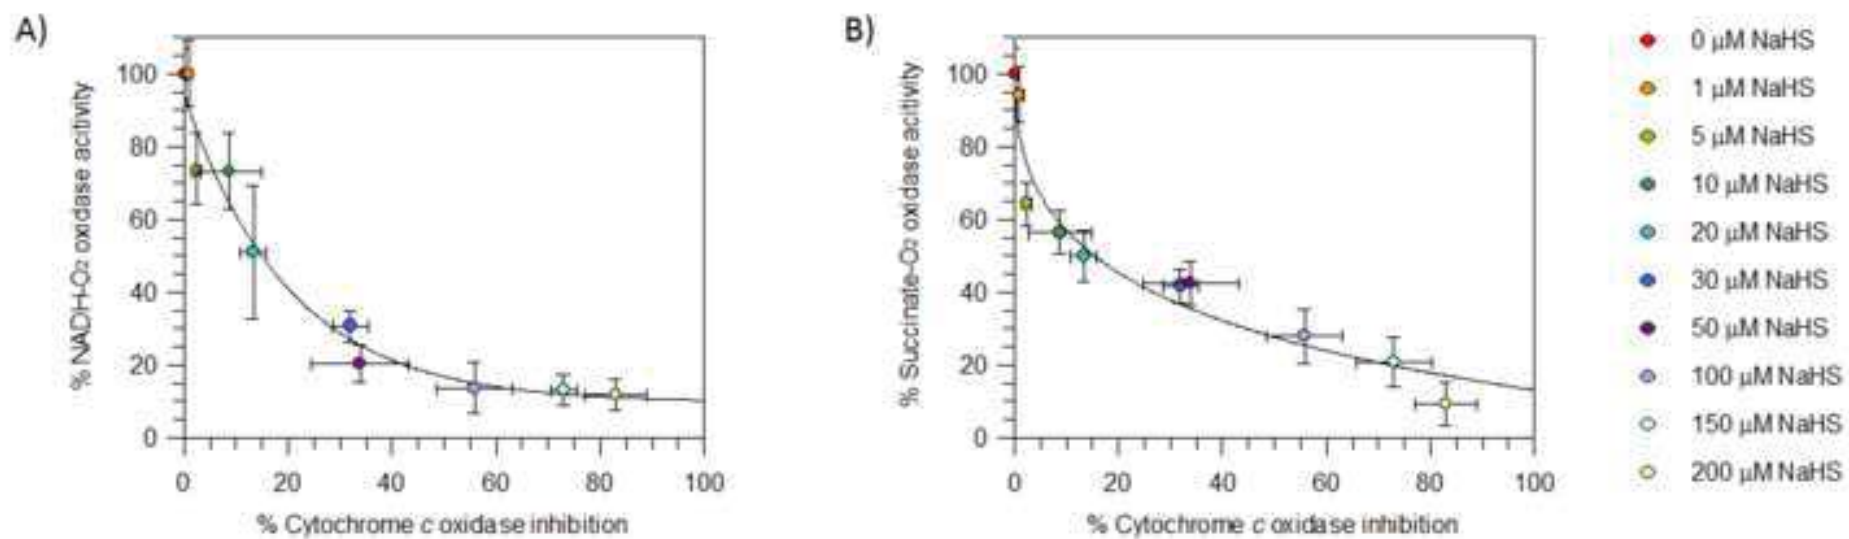 A)
% NADH-O₂ oxidase acitivity
100
80
60
40
20
0
0 20 40 60 80 100
% Cytochrome c oxidase inhibition
B)
% Succinate-O₂ oxidase acitivity
100
80
60
40
20
0
0 20 40 60 80 100
% Cytochrome c oxidase inhibition
0 µM NaHS
1 µM NaHS
5 µM NaHS
10 µM NaHS
20 µM NaHS
30 µM NaHS
50 µM NaHS
100 µM NaHS
150 µM NaHS
200 µM NaHS